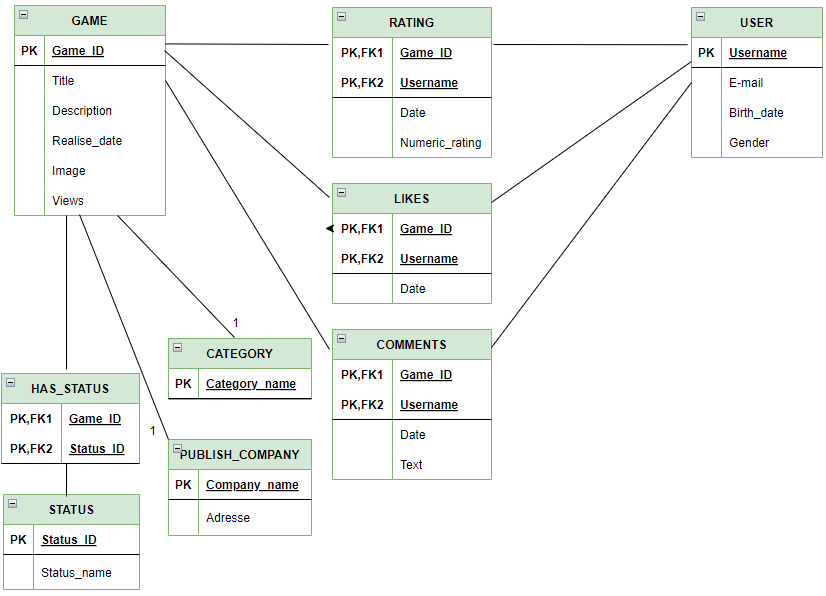 GAME
PK Game_ID
Title
Description
Realise_date
Image
Views
RATING
PK,FK1 Game_ID
PK,FK2 Username
Date
Numeric_rating
USER
PK Username
E-mail
Birth_date
Gender
LIKES
PK,FK1 Game_ID
PK,FK2 Username
Date
COMMENTS
PK,FK1 Game_ID
PK,FK2 Username
Date
Text
1
CATEGORY
PK Category_name
HAS_STATUS
PK,FK1 Game_ID
PK,FK2 Status_ID
1
PUBLISH_COMPANY
PK Company_name
Adresse
STATUS
PK Status_ID
Status_name